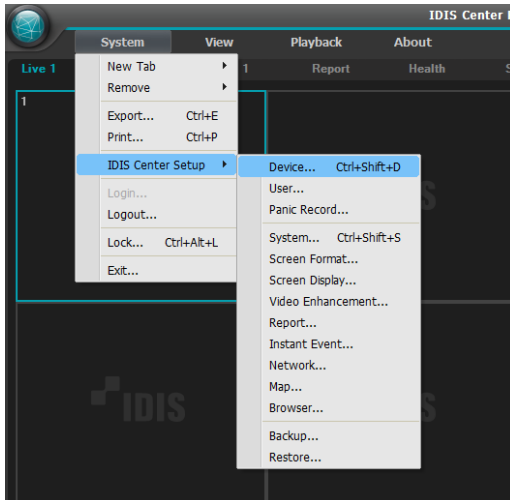 IDIS Center
System View Playback About
Live 1 1 Report Health
1
New Tab
Remove
Export... Ctrl+E
Print... Ctrl+P
IDIS Center Setup
Login...
Logout...
Lock... Ctrl+Alt+L
Exit...
Device... Ctrl+Shift+D
User...
Panic Record...
System... Ctrl+Shift+S
Screen Format...
Screen Display...
Video Enhancement...
Report...
Instant Event...
Network...
Map...
Browser...
Backup...
Restore...
IDIS
S
S